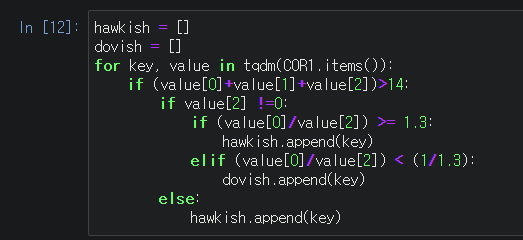 In [12]:
hawkish = []
dovish = []
for key, value in tqdm(COR1.items()):
    if (value[0]+value[1]+value[2])>14:
        if value[2] !=0:
            if (value[0]/value[2]) >= 1.3:
                hawkish.append(key)
            elif (value[0]/value[2]) < (1/1.3):
                dovish.append(key)
        else:
            hawkish.append(key)